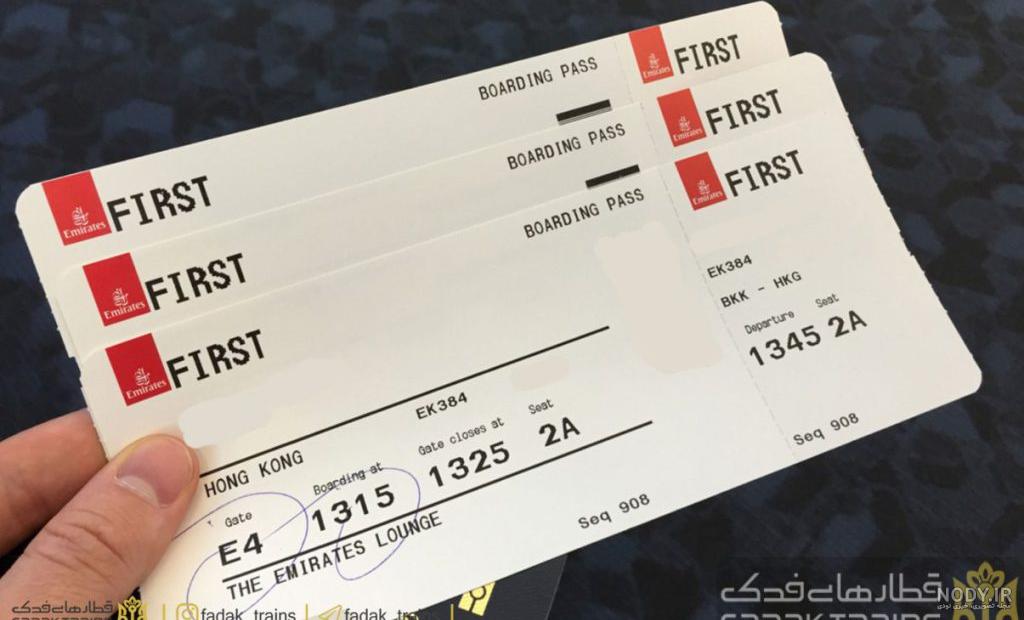 BOARDING PASS
Emirates
FIRST
Emirates
FIRST
BOARDING PASS
Emirates
FIRST
Emirates
FIRST
BOARDING PASS
Emirates
FIRST
Emirates
FIRST
EK384
HONG KONG
Gate Boarding at Gate closes at Seat
E4 1315 1325 2A
THE EMIRATES LOUNGE
Seq 908
EK384
BKK - HKG
Departure Seat
1345 2A
Seq 908
قطارهای فدک
fadak_trains
قطارهای فدک
NODY.IR